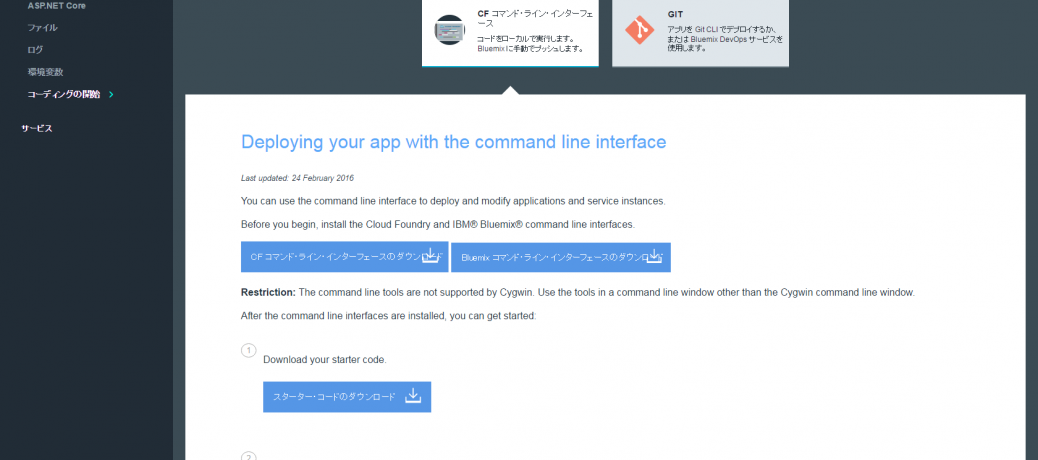 ASP.NET Core
ファイル
ログ
環境変数
コーディングの開始
サービス
CF コマンド・ライン・インターフェ
ース
コードをローカルで実行します。
Bluemix に手動でプッシュします。
GIT
アプリを Git CLI でデプロイするか、
または Bluemix DevOps サービスを
使用します。
Deploying your app with the command line interface
Last updated: 24 February 2016
You can use the command line interface to deploy and modify applications and service instances.
Before you begin, install the Cloud Foundry and IBM® Bluemix® command line interfaces.
CF コマンド・ライン・インターフェースのダウンロード
Bluemix コマンド・ライン・インターフェースのダウンロード
Restriction: The command line tools are not supported by Cygwin. Use the tools in a command line window other than the Cygwin command line window.
After the command line interfaces are installed, you can get started:
1
Download your starter code.
スターター・コードのダウンロード
2